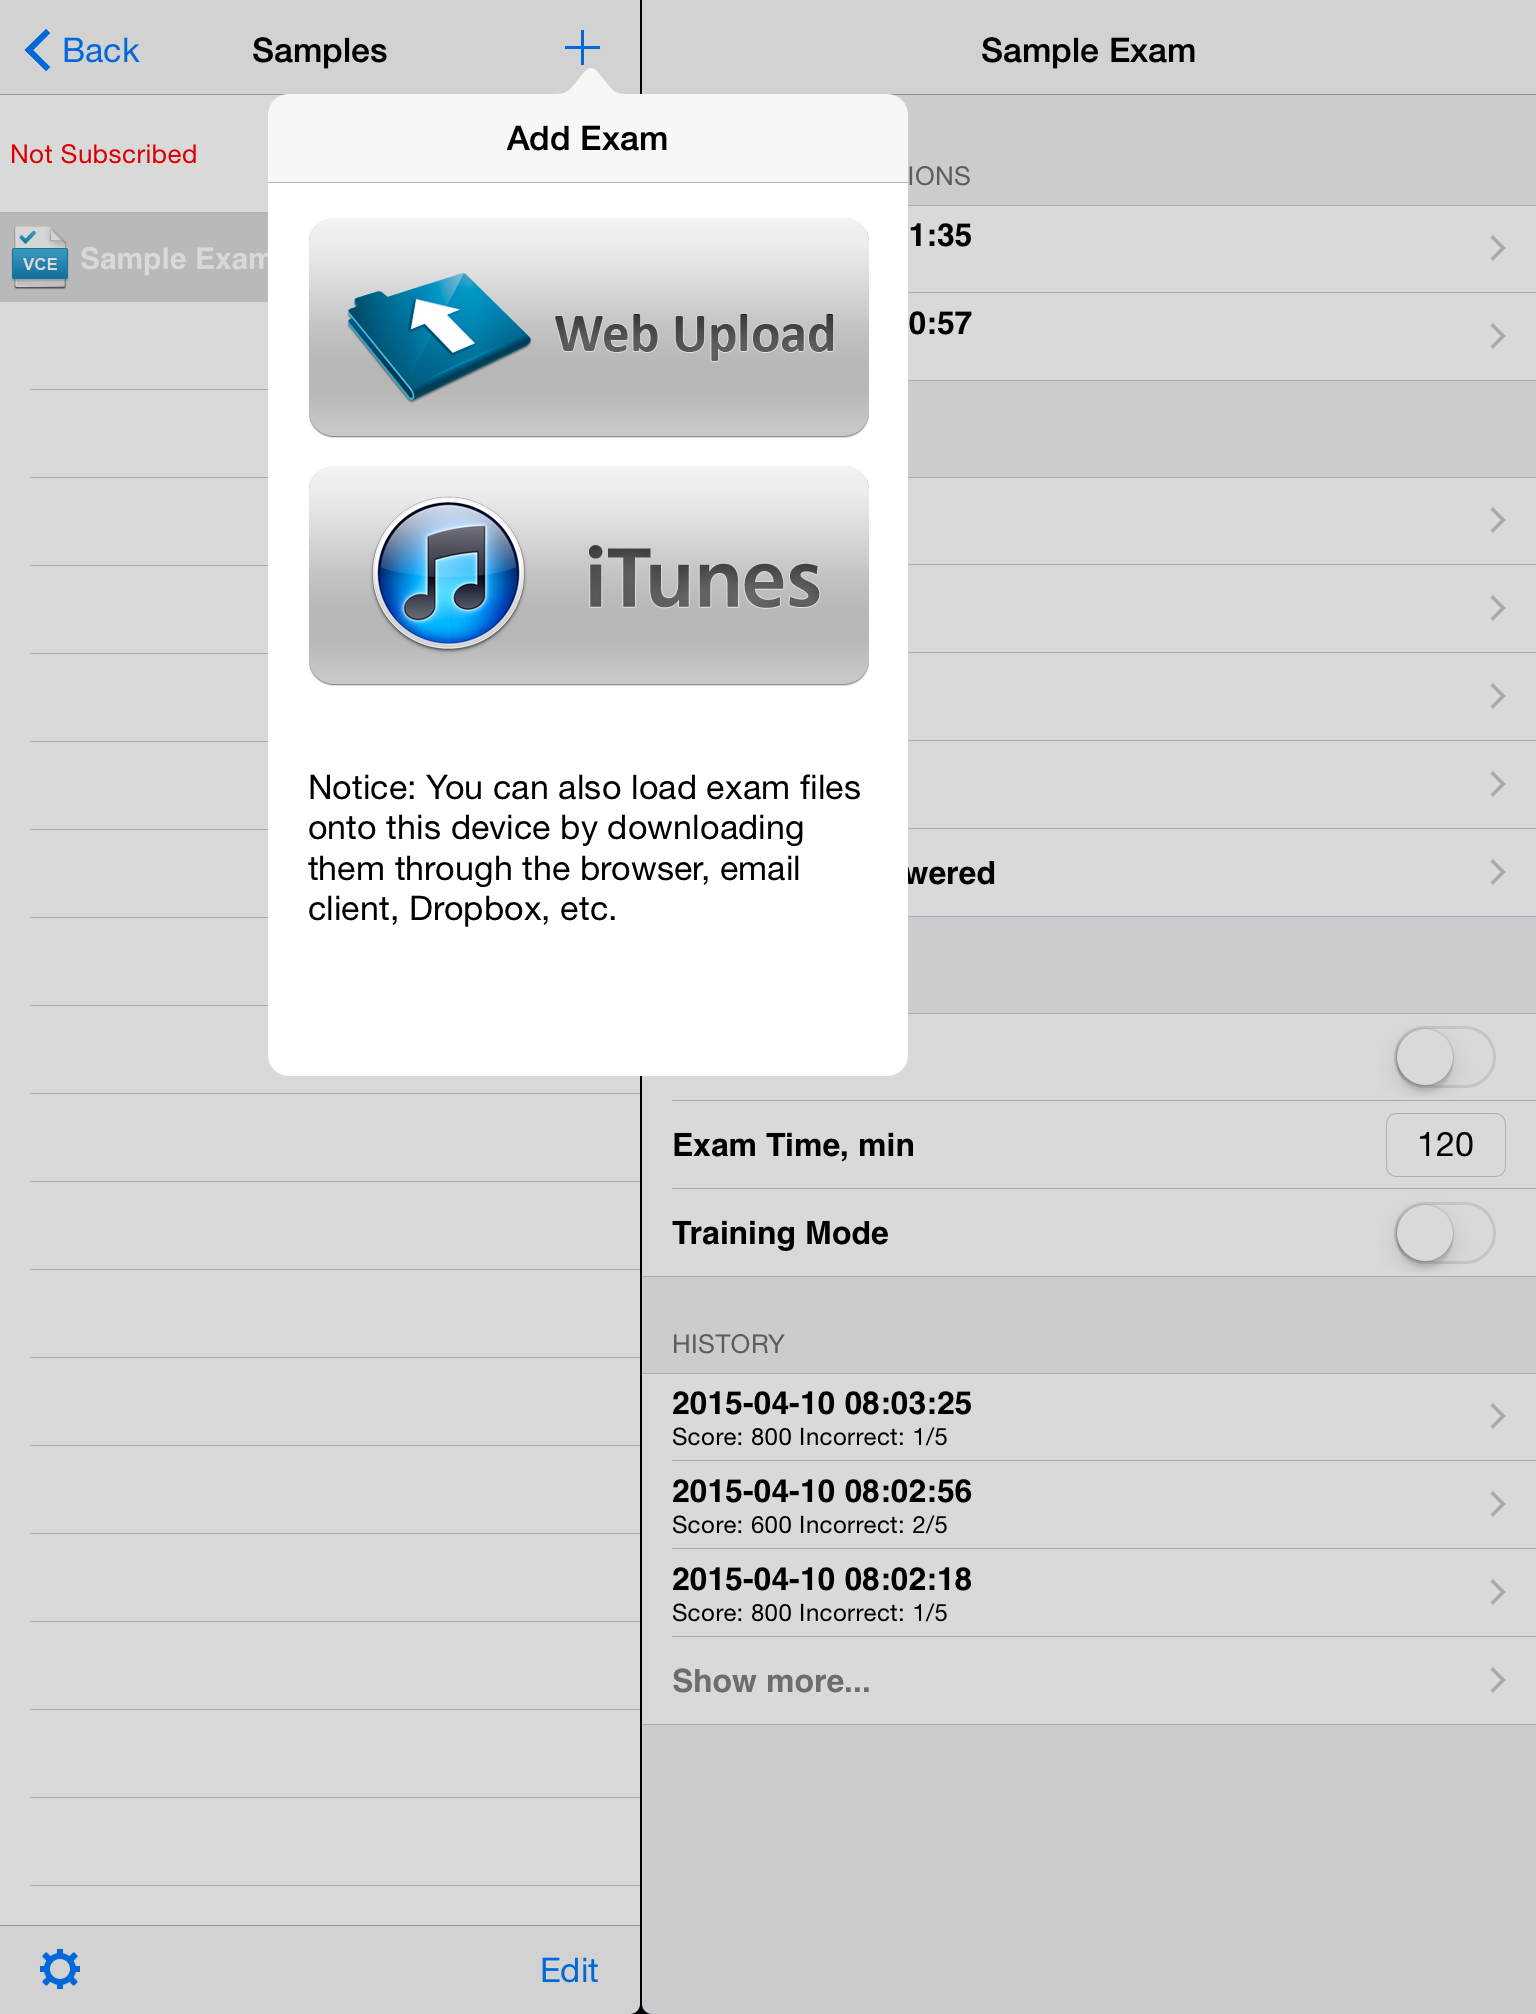 Back
Samples
Sample Exam
Add Exam
Not Subscribed
VCE
Sample Exam
Web Upload
iTunes
Notice: You can also load exam files
onto this device by downloading
them through the browser, email
client, Dropbox, etc.
IONS
1:35
0:57
wered
Exam Time, min
120
Training Mode
HISTORY
2015-04-10 08:03:25
Score: 800 Incorrect: 1/5
2015-04-10 08:02:56
Score: 600 Incorrect: 2/5
2015-04-10 08:02:18
Score: 800 Incorrect: 1/5
Show more...
Edit